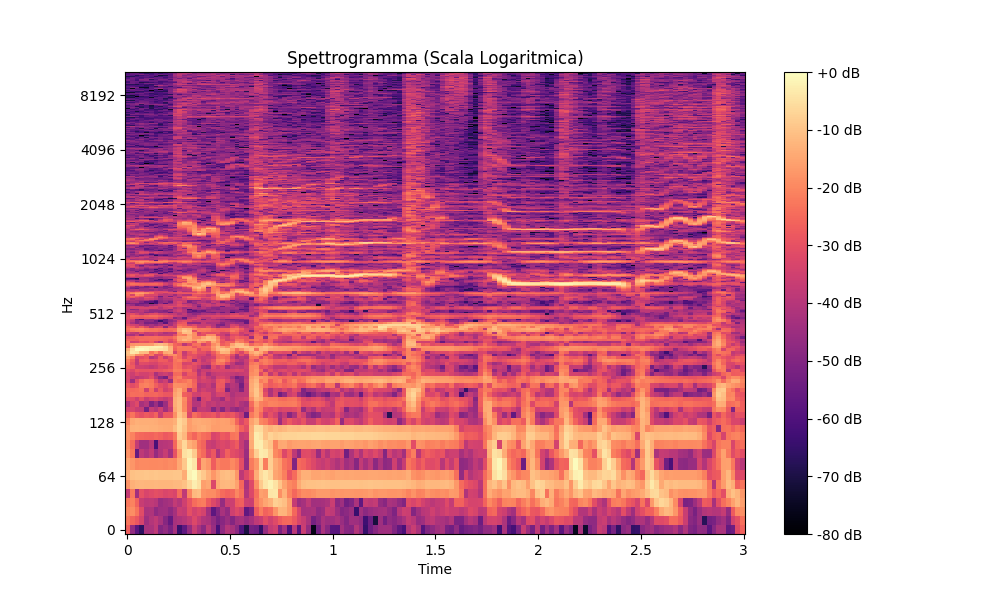 Spettrogramma (Scala Logaritmica)
Hz
8192
4096
2048
1024
512
256
128
64
0
0
0.5
1
1.5
2
2.5
3
Time
+0 dB
-10 dB
-20 dB
-30 dB
-40 dB
-50 dB
-60 dB
-70 dB
-80 dB